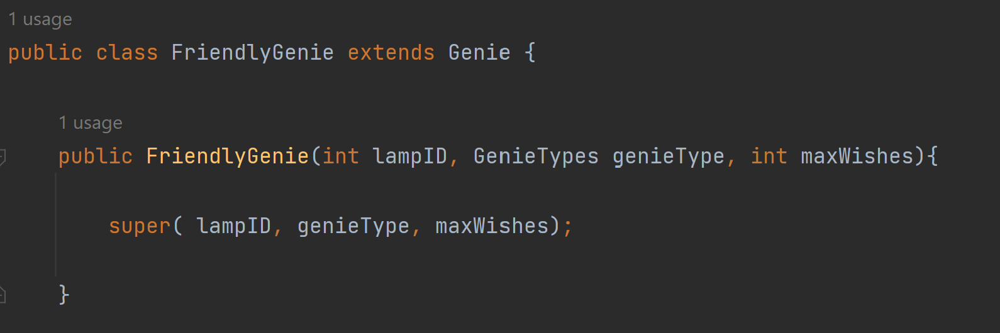 1 usage
public class FriendlyGenie extends Genie {
1 usage
public FriendlyGenie(int lampID, GenieTypes genieType, int maxWishes){
super( lampID, genieType, maxWishes);
}